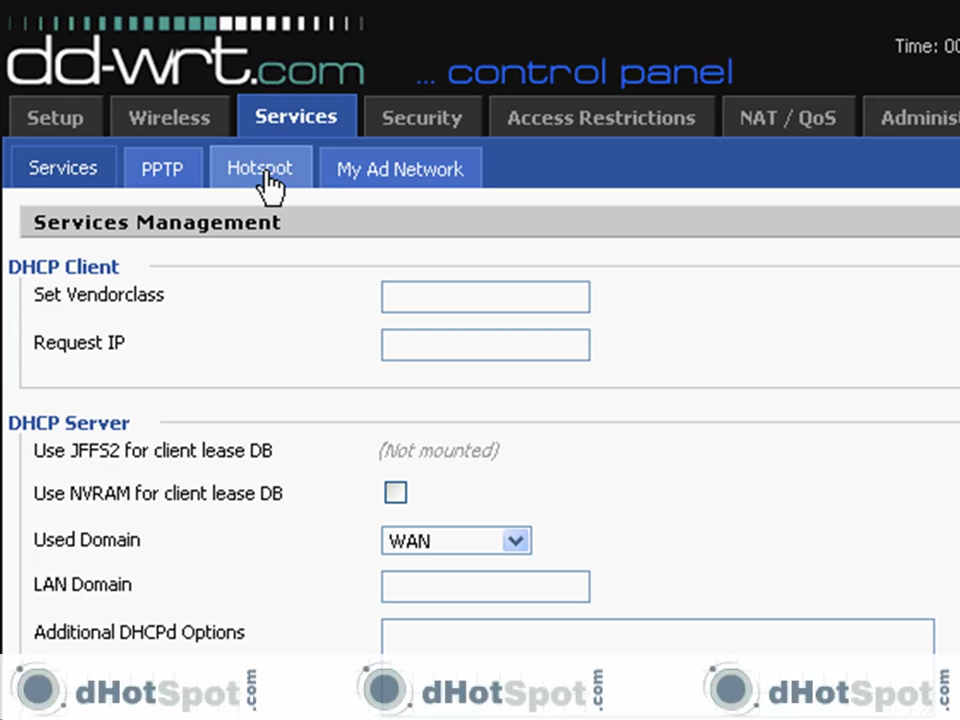 dd-wrt.com ... control panel
Time: 00
Setup Wireless Services Security Access Restrictions NAT / QoS Adminis
Services PPTP Hotspot My Ad Network
Services Management
DHCP Client
Set Vendorclass
Request IP
DHCP Server
Use JFFS2 for client lease DB (Not mounted)
Use NVRAM for client lease DB
Used Domain WAN
LAN Domain
Additional DHCPd Options
dHotSpot.com dHotSpot.com dHotSpot.com